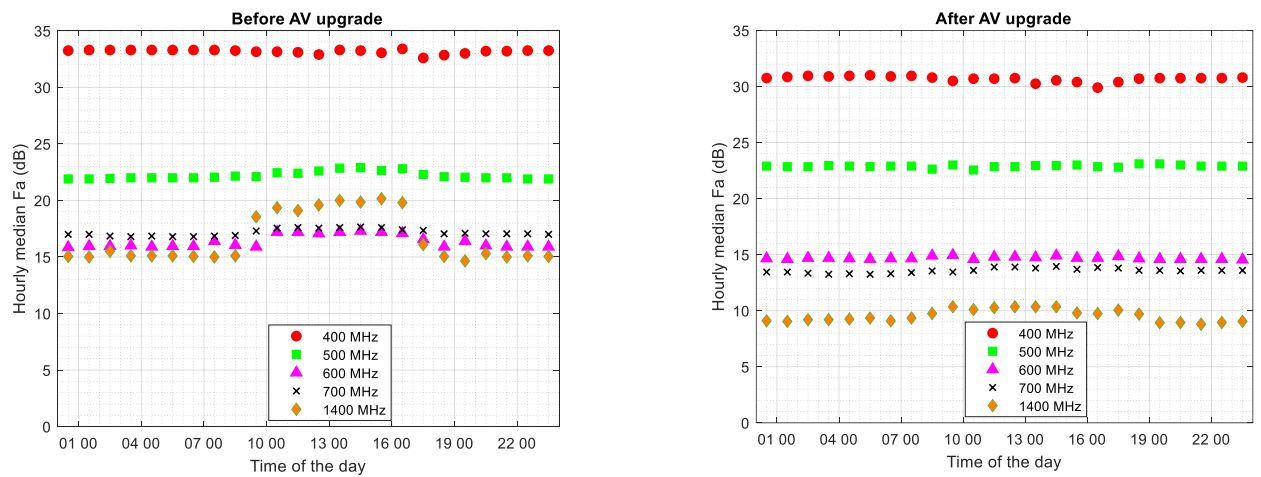 Before AV upgrade
35
30
25
20
15
10
5
0
Hourly median Fa (dB)
400 MHz
500 MHz
600 MHz
700 MHz
1400 MHz
01 00 04 00 07 00 10 00 13 00 16 00 19 00 22 00
Time of the day
After AV upgrade
35
30
25
20
15
10
5
0
Hourly median Fa (dB)
400 MHz
500 MHz
600 MHz
700 MHz
1400 MHz
01 00 04 00 07 00 10 00 13 00 16 00 19 00 22 00
Time of the day